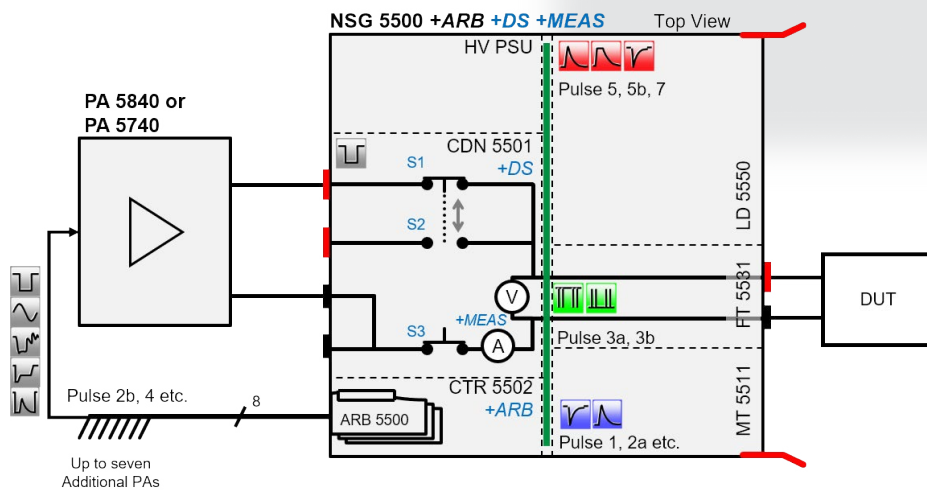 NSG 5500 +ARB +DS +MEAS
Top View
HV PSU
Pulse 5, 5b, 7
PA 5840 or
PA 5740
CDN 5501
+DS
S1
S2
LD 5550
V
FT 5531
DUT
+MEAS
S3
A
Pulse 3a, 3b
Pulse 2b, 4 etc.
8
CTR 5502
+ARB
ARB 5500
MT 5511
Pulse 1, 2a etc.
Up to seven
Additional PAs